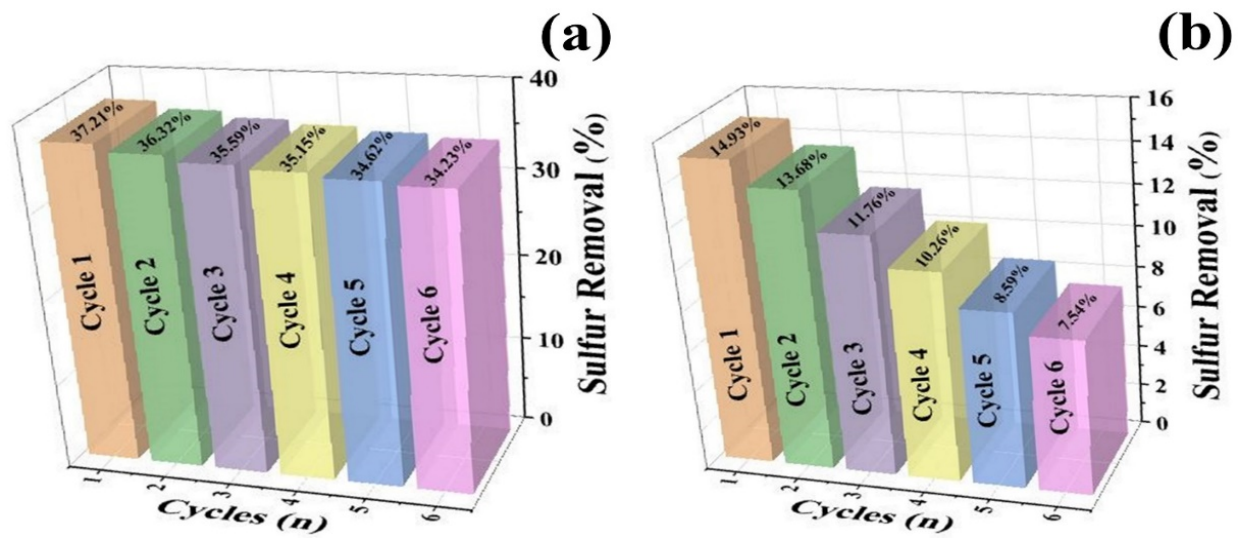 (a)
37.21%
36.32%
35.59%
35.15%
34.62%
34.23%
Cycle 1
Cycle 2
Cycle 3
Cycle 4
Cycle 5
Cycle 6
40
30
20
10
0
Sulfur Removal (%)
1
2
3
4
5
6
Cycles (n)
(b)
14.93%
13.68%
11.76%
10.26%
8.59%
7.54%
Cycle 1
Cycle 2
Cycle 3
Cycle 4
Cycle 5
Cycle 6
16
14
12
10
8
6
4
2
0
Sulfur Removal (%)
1
2
3
4
5
6
Cycles (n)